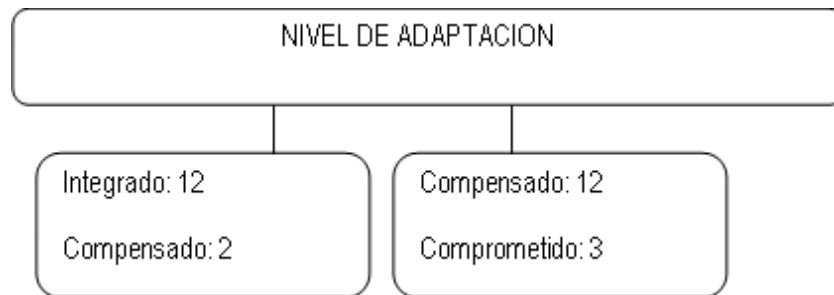 NIVEL DE ADAPTACION
Integrado: 12
Compensado: 2
Compensado: 12
Comprometido: 3